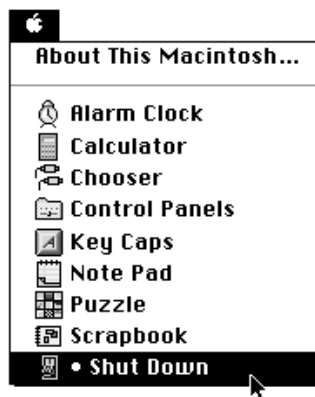 About This Macintosh...
Alarm Clock
Calculator
Chooser
Control Panels
Key Caps
Note Pad
Puzzle
Scrapbook
• Shut Down